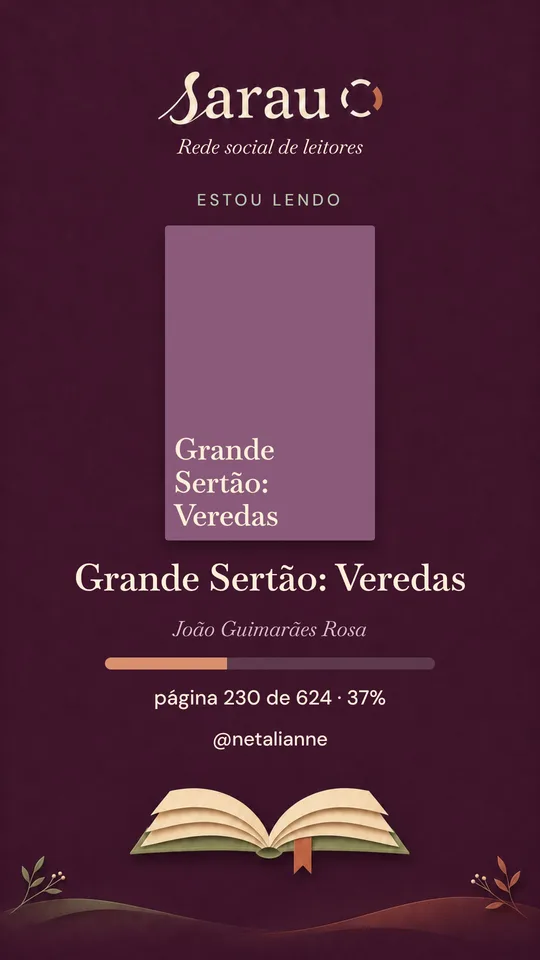 Sarau
Rede social de leitores
ESTOU LENDO
Grande
Sertão:
Veredas
Grande Sertão: Veredas
João Guimarães Rosa
página 230 de 624 · 37%
@netalianne